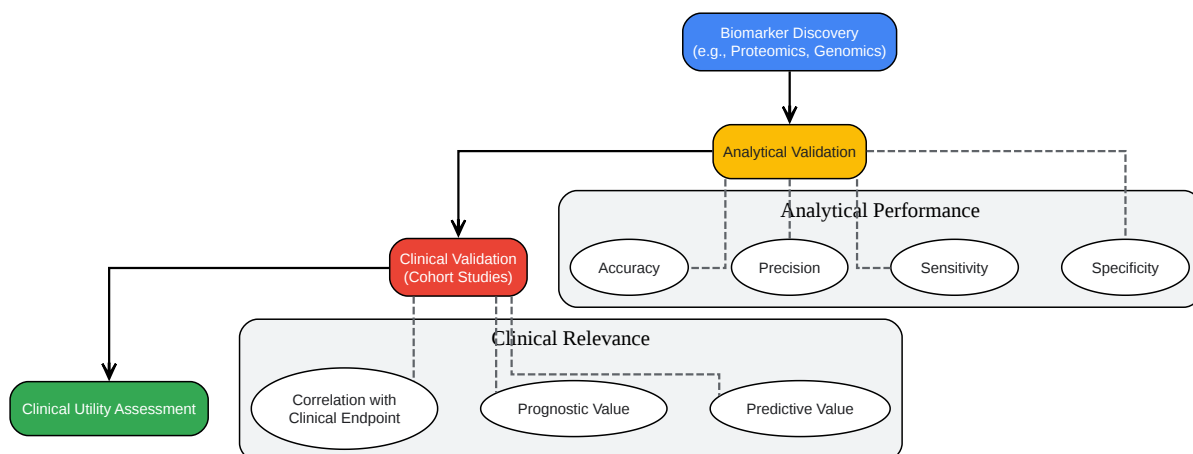 Biomarker Discovery
(e.g., Proteomics, Genomics)
Analytical Validation
Analytical Performance
Clinical Validation
(Cohort Studies)
Accuracy
Precision
Sensitivity
Specificity
Clinical Relevance
Clinical Utility Assessment
Correlation with
Clinical Endpoint
Prognostic Value
Predictive Value